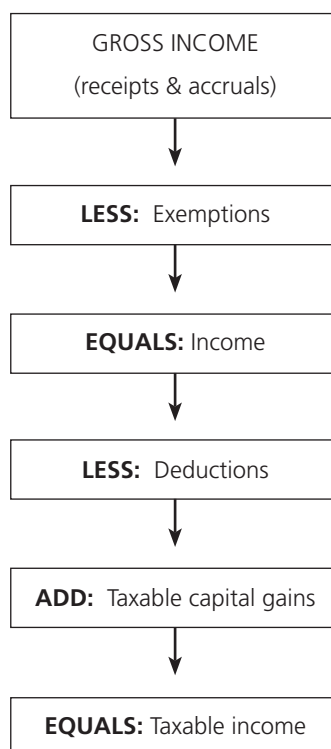 GROSS INCOME
(receipts & accruals)
LESS: Exemptions
EQUALS: Income
LESS: Deductions
ADD: Taxable capital gains
EQUALS: Taxable income